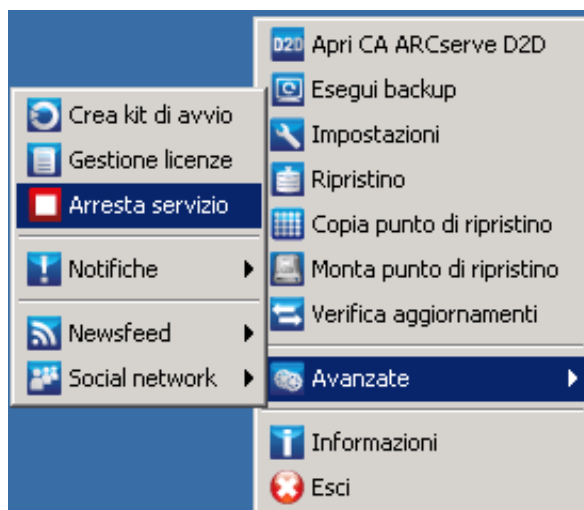 D2D Apri CA ARCserve D2D
Esegui backup
Impostazioni
Ripristino
Copia punto di ripristino
Monta punto di ripristino
Verifica aggiornamenti
Avanzate
Informazioni
Esci
Crea kit di avvio
Gestione licenze
Arresta servizio
Notifiche
Newsfeed
Social network